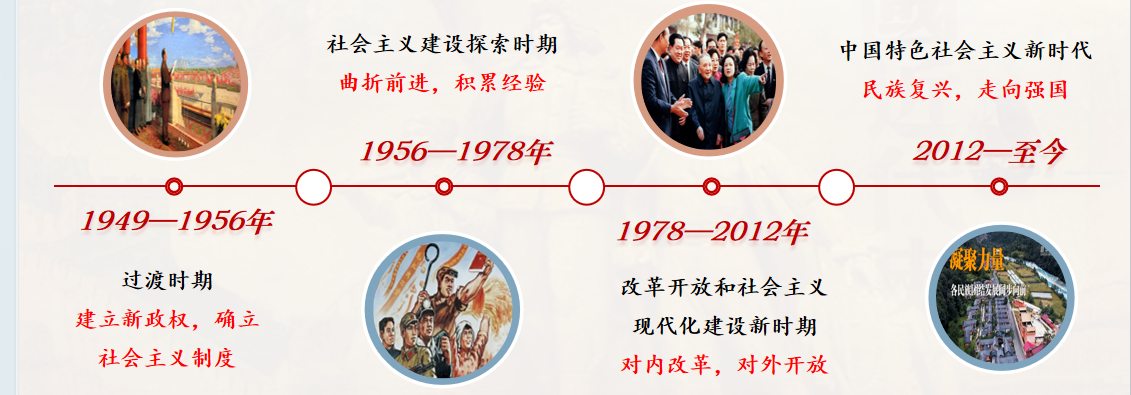 1949—1956年
过渡时期
建立新政权，确立
社会主义制度
社会主义建设探索时期
曲折前进，积累经验
1956—1978年
1978—2012年
改革开放和社会主义
现代化建设新时期
对内改革，对外开放
中国特色社会主义新时代
民族复兴，走向强国
2012—至今
凝聚力量